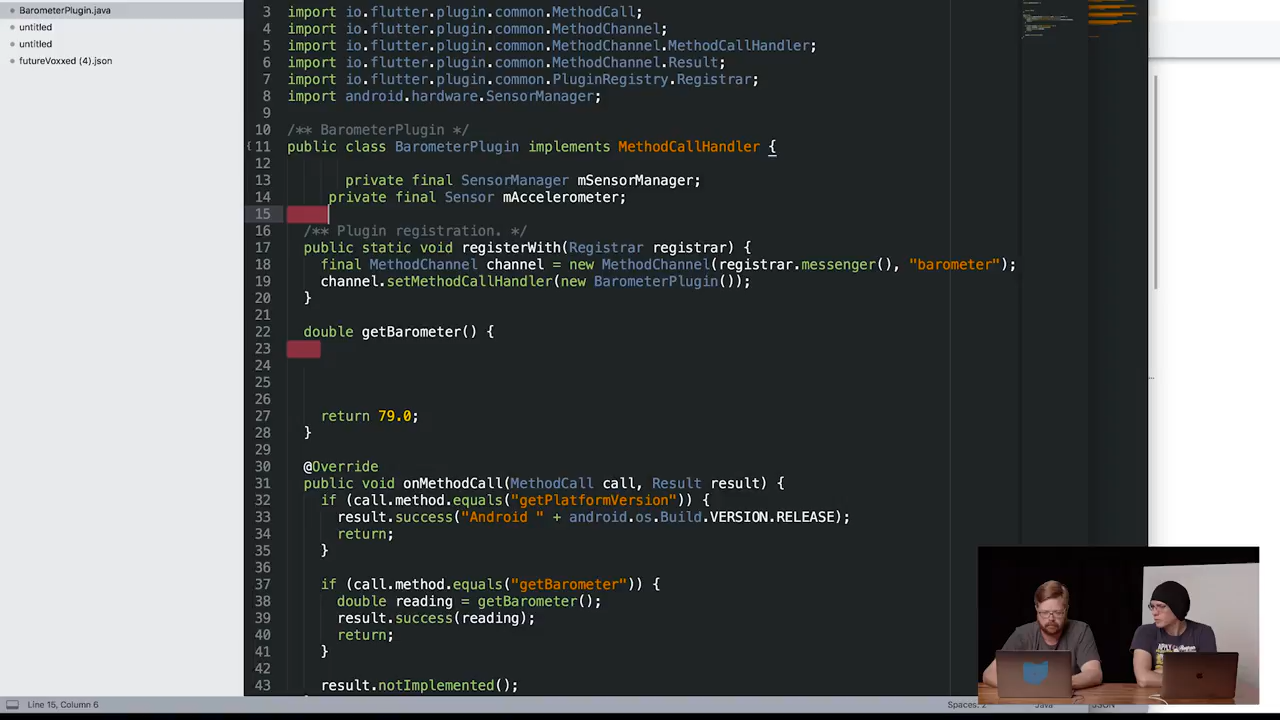 BarometerPlugin.java
untitled
untitled
futureVoxxed (4).json
3 import io.flutter.plugin.common.MethodCall;
4 import io.flutter.plugin.common.MethodChannel;
5 import io.flutter.plugin.common.MethodChannel.MethodCallHandler;
6 import io.flutter.plugin.common.MethodChannel.Result;
7 import io.flutter.plugin.common.PluginRegistry.Registrar;
8 import android.hardware.SensorManager;
9
10 /** BarometerPlugin */
11 public class BarometerPlugin implements MethodCallHandler {
12
13 private final SensorManager mSensorManager;
14 private final Sensor mAccelerometer;
15
16 /** Plugin registration. */
17 public static void registerWith(Registrar registrar) {
18 final MethodChannel channel = new MethodChannel(registrar.messenger(), "barometer");
19 channel.setMethodCallHandler(new BarometerPlugin());
20 }
21
22 double getBarometer() {
23
24
25
26
27 return 79.0;
28 }
29
30 @Override
31 public void onMethodCall(MethodCall call, Result result) {
32 if (call.method.equals("getPlatformVersion")) {
33 result.success("Android " + android.os.Build.VERSION.RELEASE);
34 return;
35 }
36
37 if (call.method.equals("getBarometer")) {
38 double reading = getBarometer();
39 result.success(reading);
40 return;
41 }
42
43 result.notImplemented();
Line 15, Column 6
Spaces: 2
Java
JSON